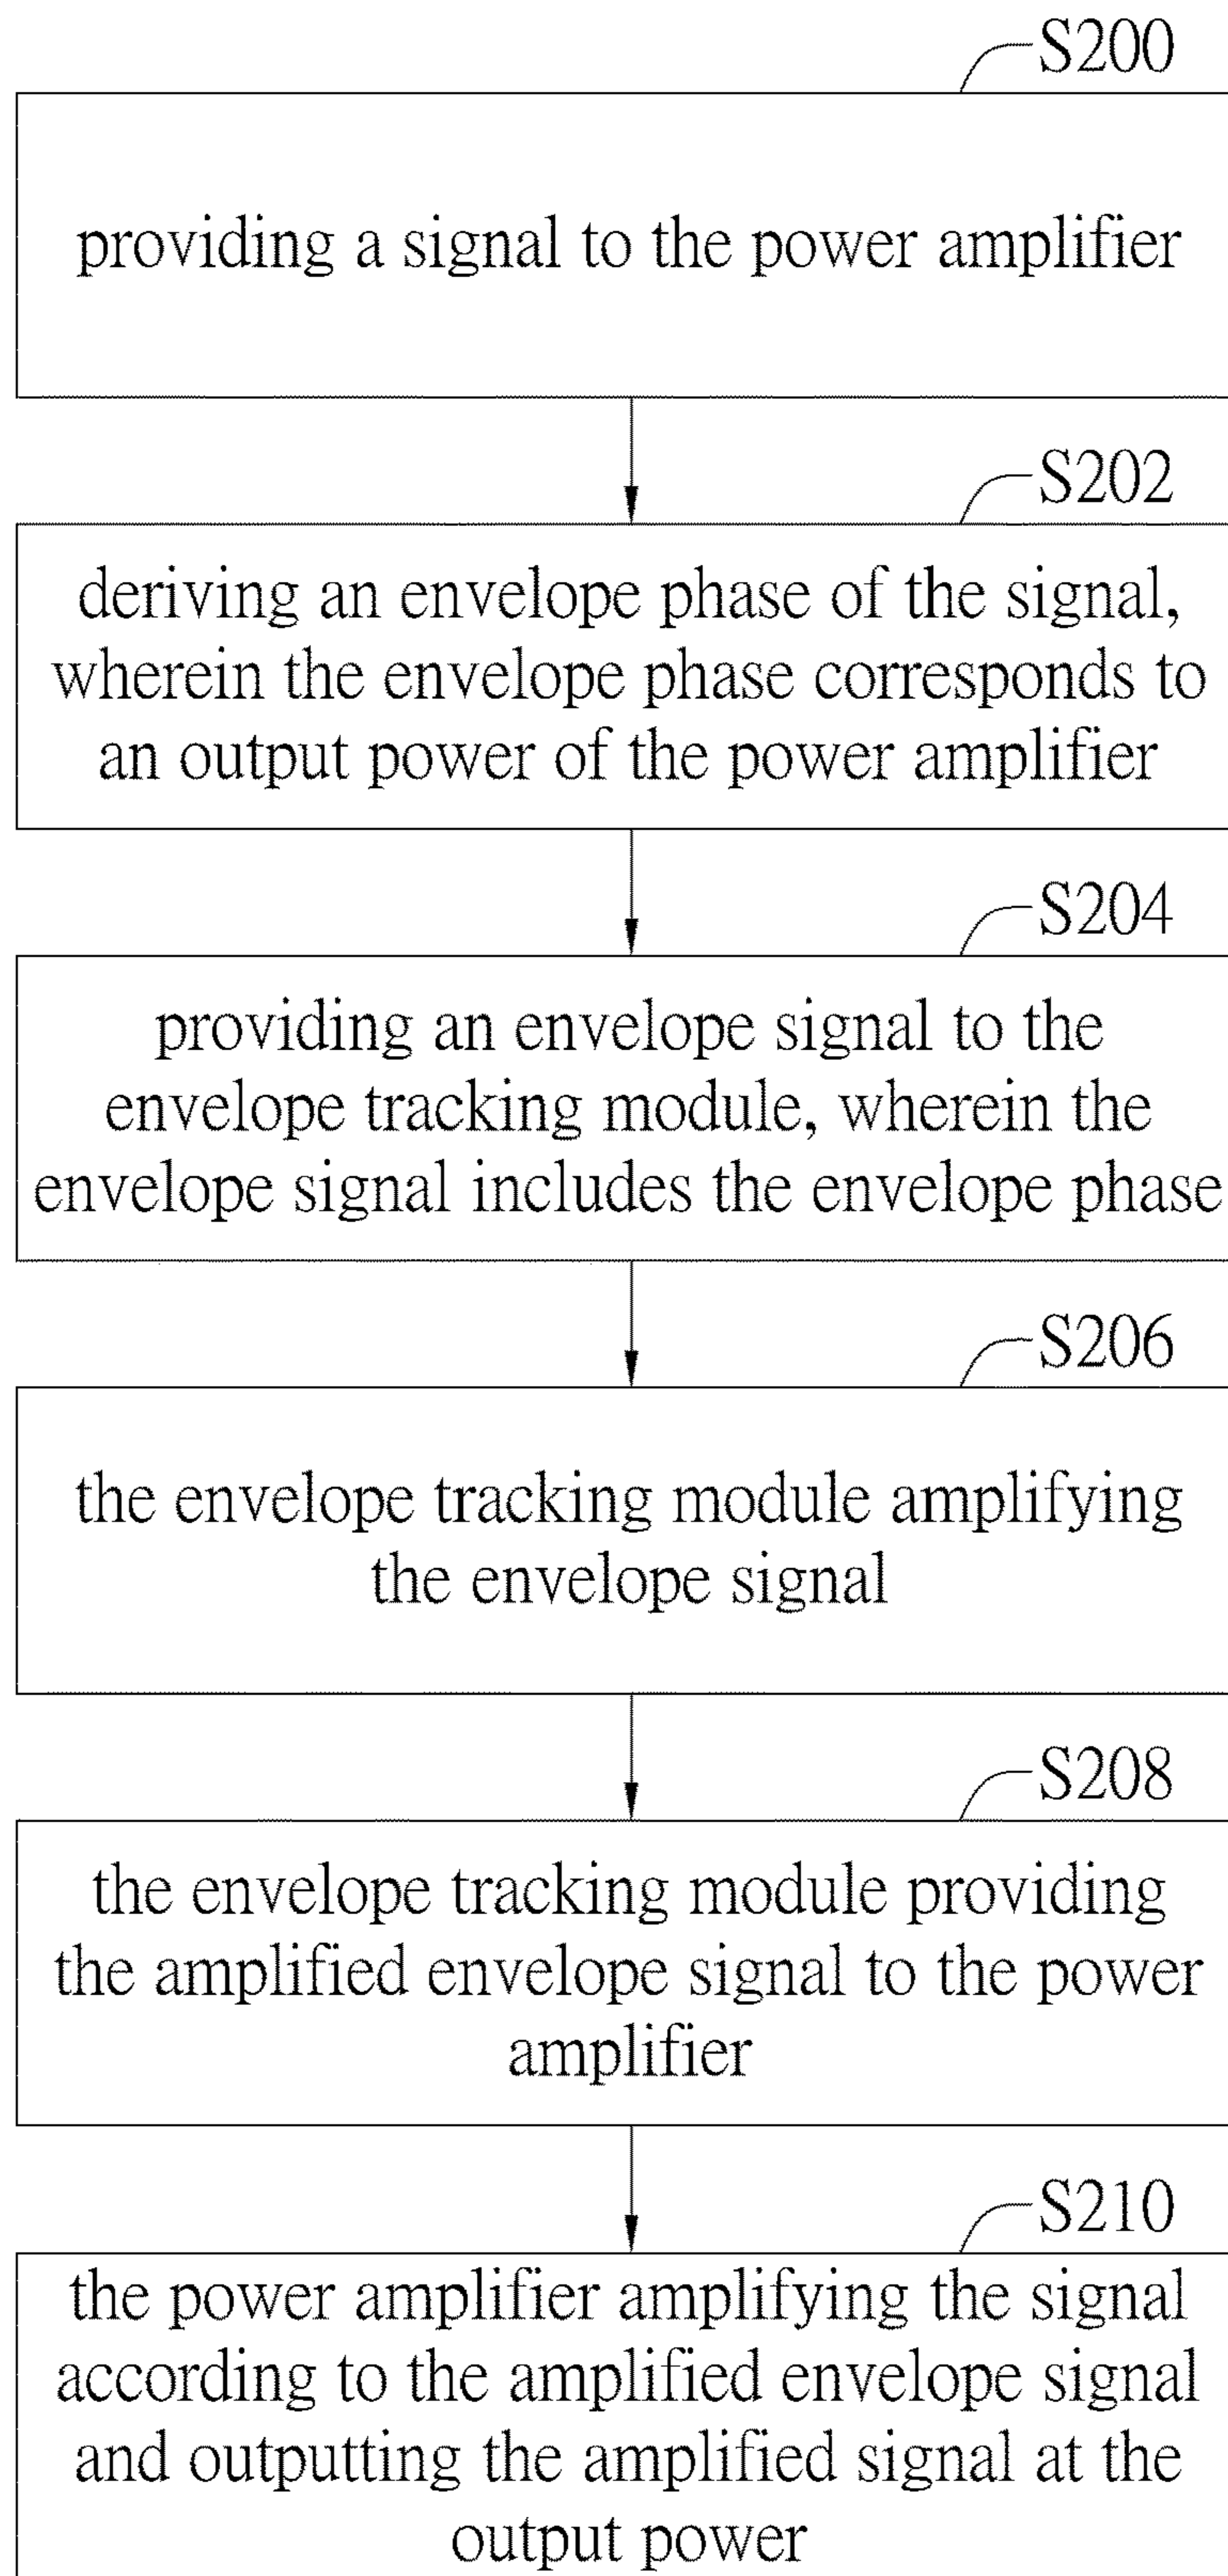 S200
providing a signal to the power amplifier
S202
deriving an envelope phase of the signal,
wherein the envelope phase corresponds to
an output power of the power amplifier
S204
providing an envelope signal to the
envelope tracking module, wherein the
envelope signal includes the envelope phase
S206
the envelope tracking module amplifying
the envelope signal
S208
the envelope tracking module providing
the amplified envelope signal to the power
amplifier
S210
the power amplifier amplifying the signal
according to the amplified envelope signal
and outputting the amplified signal at the
output power